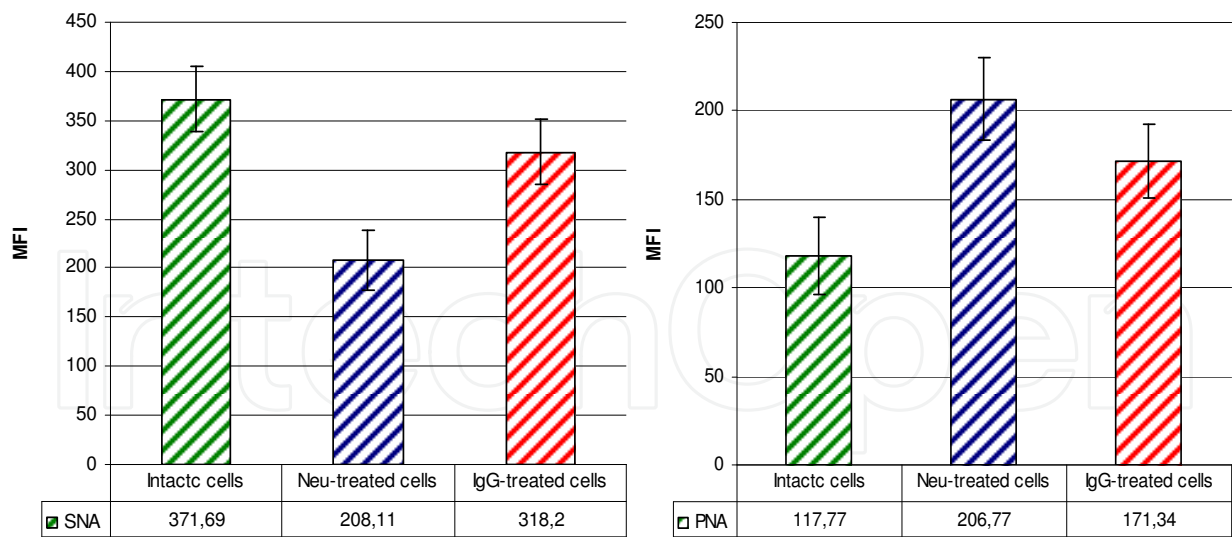 450
400
350
300
250
200
150
100
50
0
MFI
Intactc cells Neu-treated cells IgG-treated cells
SNA 371,69 208,11 318,2
250
200
150
100
50
0
MFI
Intactc cells Neu-treated cells IgG-treated cells
PNA 117,77 206,77 171,34
IntechOpen